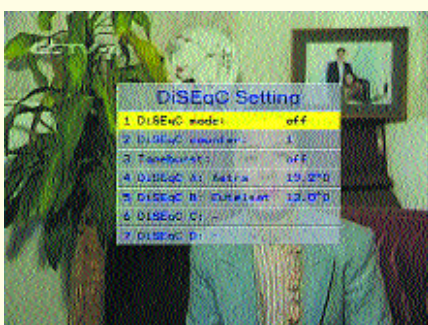 CCTV
DiSEqC Setting
1 DiSEqC mode: off
2 DiSEqC counter: 1
3 Toneburst: off
4 DiSEqC A: Astra 19.2°O
5 DiSEqC B: Eutelsat 13.0°O
6 DiSEqC C: -
7 DiSEqC D: -